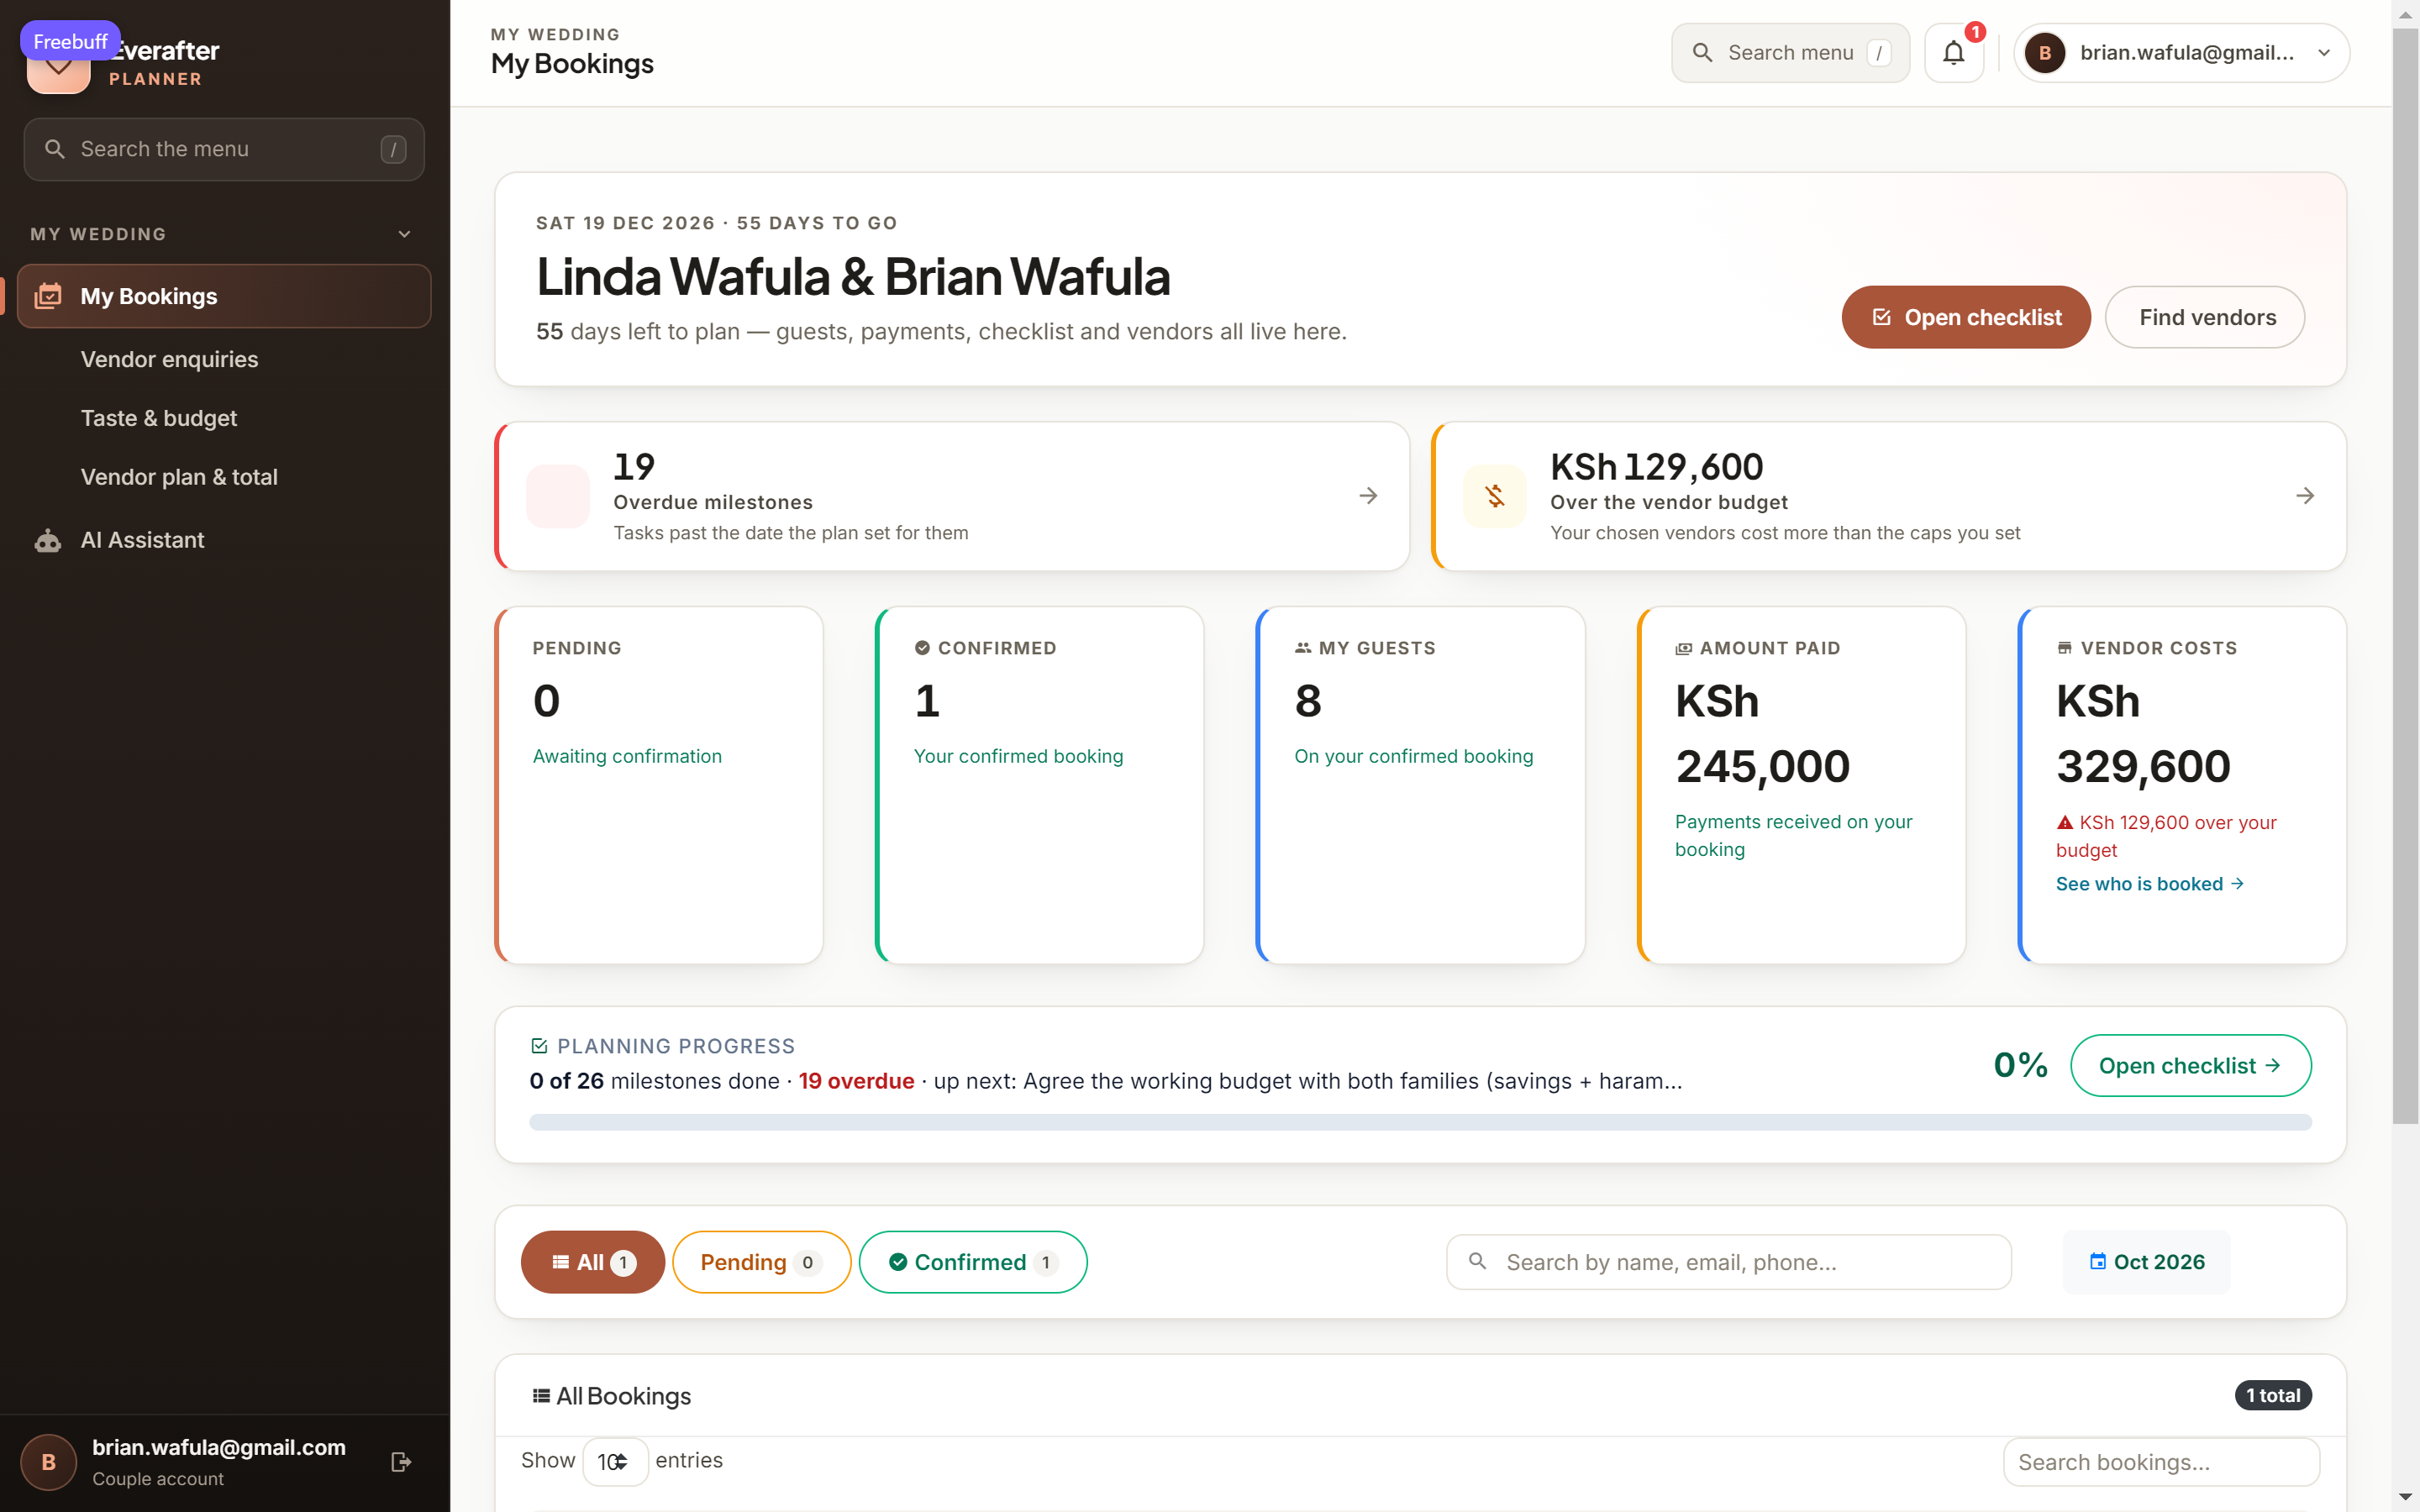 Freebuff
Everafter
PLANNER
Search the menu /
MY WEDDING
My Bookings
Vendor enquiries
Taste & budget
Vendor plan & total
AI Assistant
B
brian.wafula@gmail.com
Couple account
MY WEDDING
My Bookings
Search menu /
1
B brian.wafula@gmail...
SAT 19 DEC 2026 · 55 DAYS TO GO
Linda Wafula & Brian Wafula
55 days left to plan — guests, payments, checklist and vendors all live here.
Open checklist
Find vendors
19
Overdue milestones
Tasks past the date the plan set for them
KSh 129,600
Over the vendor budget
Your chosen vendors cost more than the caps you set
PENDING
0
Awaiting confirmation
CONFIRMED
1
Your confirmed booking
MY GUESTS
8
On your confirmed booking
AMOUNT PAID
KSh
245,000
Payments received on your
booking
VENDOR COSTS
KSh
329,600
KSh 129,600 over your
budget
See who is booked →
PLANNING PROGRESS
0 of 26 milestones done · 19 overdue · up next: Agree the working budget with both families (savings + haram...
0%
Open checklist →
All 1
Pending 0
Confirmed 1
Search by name, email, phone...
Oct 2026
All Bookings
1 total
Show 10 entries
Search bookings...